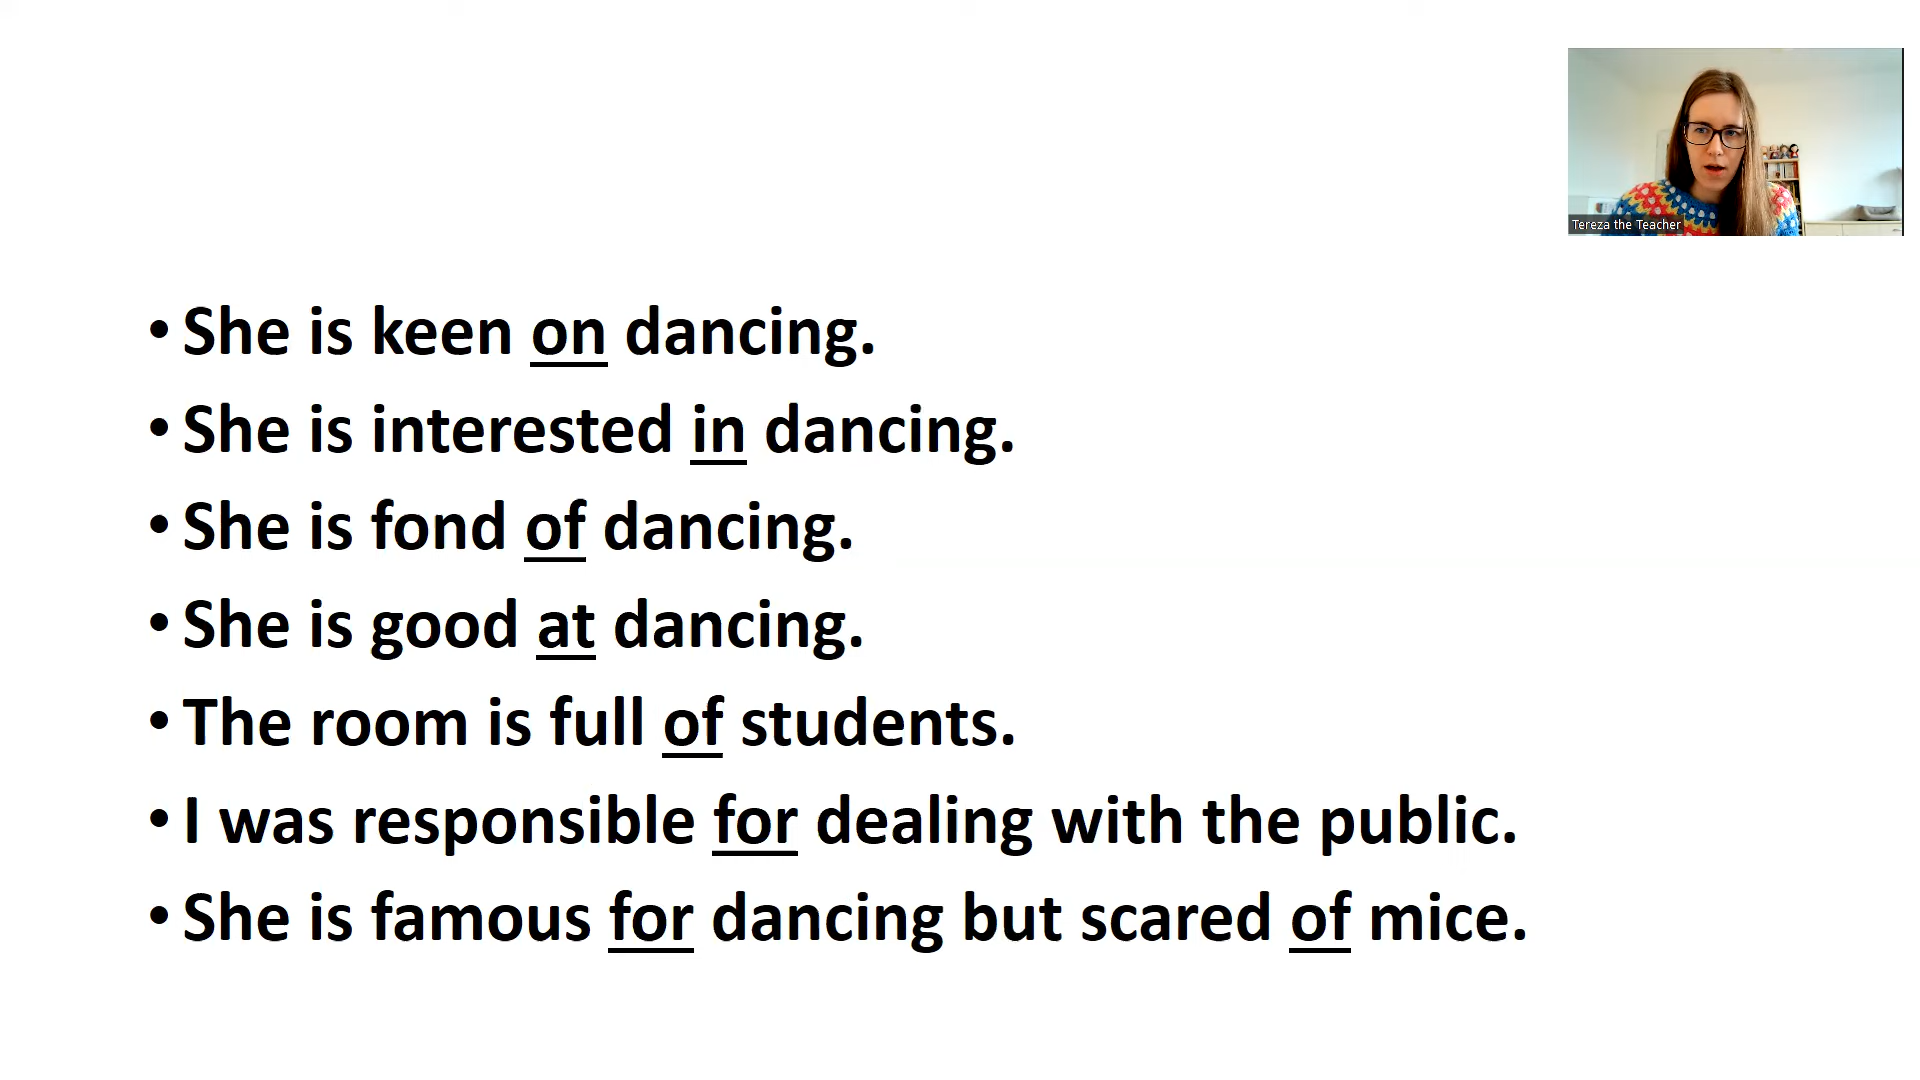 Tereza the Teacher
• She is keen on dancing.
• She is interested in dancing.
• She is fond of dancing.
• She is good at dancing.
• The room is full of students.
• I was responsible for dealing with the public.
• She is famous for dancing but scared of mice.